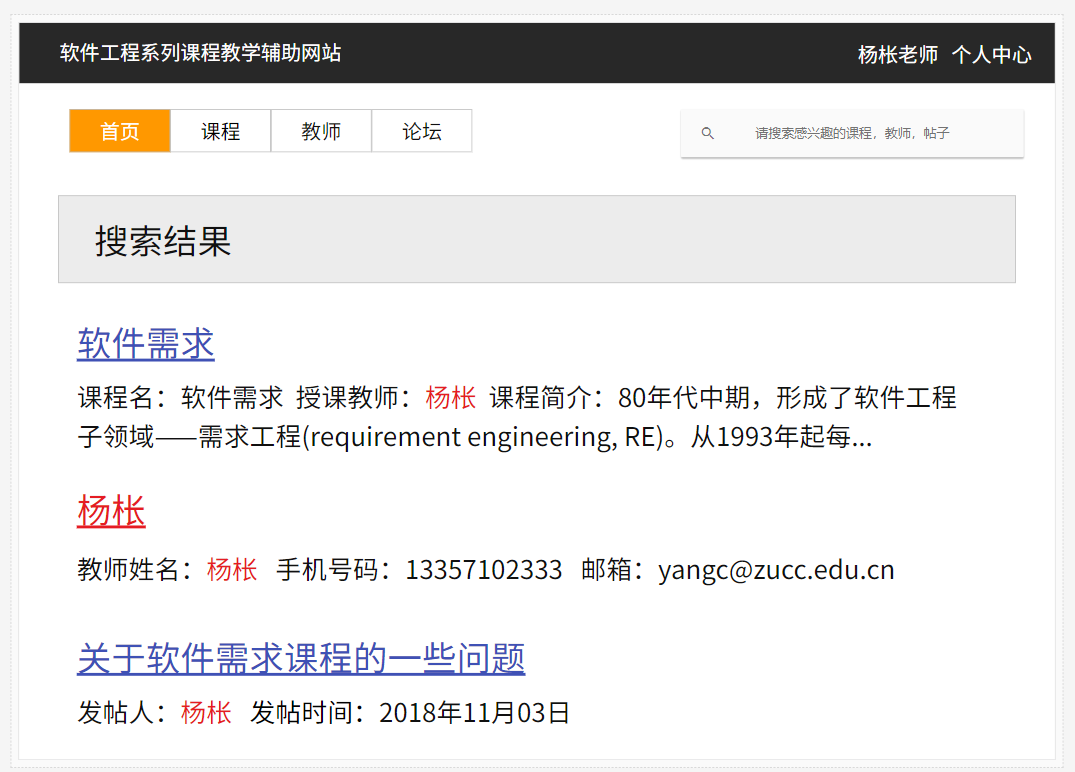 软件工程系列课程教学辅助网站 杨枨老师 个人中心
首页 课程 教师 论坛 请搜索感兴趣的课程，教师，帖子
搜索结果
软件需求
课程名：软件需求 授课教师：杨枨 课程简介：80年代中期，形成了软件工程
子领域——需求工程(requirement engineering, RE)。从1993年起每...
杨枨
教师姓名：杨枨 手机号码：13357102333 邮箱：yangc@zucc.edu.cn
关于软件需求课程的一些问题
发帖人：杨枨 发帖时间：2018年11月03日